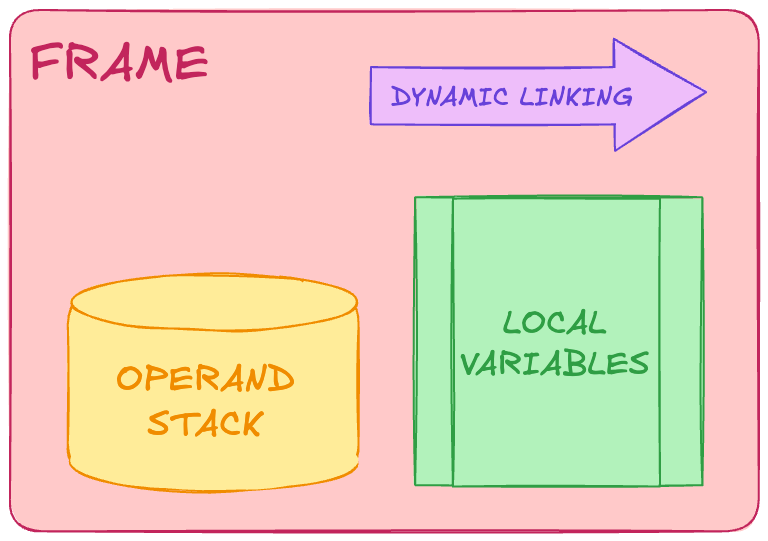 FRAME
DYNAMIC LINKING
LOCAL
VARIABLES
OPERAND
STACK